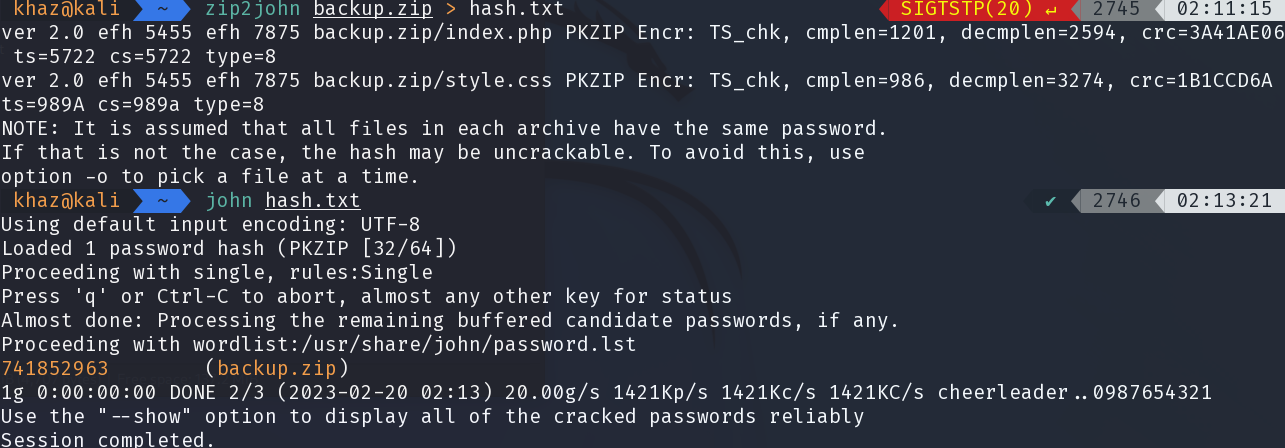 khaz@kali ~ zip2john backup.zip > hash.txt SIGTSTP(20) ↵ 2745 02:11:15
ver 2.0 efh 5455 efh 7875 backup.zip/index.php PKZIP Encr: TS_chk, cmplen=1201, decmplen=2594, crc=3A41AE06
ts=5722 cs=5722 type=8
ver 2.0 efh 5455 efh 7875 backup.zip/style.css PKZIP Encr: TS_chk, cmplen=986, decmplen=3274, crc=1B1CCD6A
ts=989A cs=989a type=8
NOTE: It is assumed that all files in each archive have the same password.
If that is not the case, the hash may be uncrackable. To avoid this, use
option -o to pick a file at a time.
khaz@kali ~ john hash.txt ✔ 2746 02:13:21
Using default input encoding: UTF-8
Loaded 1 password hash (PKZIP [32/64])
Proceeding with single, rules:Single
Press 'q' or Ctrl-C to abort, almost any other key for status
Almost done: Processing the remaining buffered candidate passwords, if any.
Proceeding with wordlist:/usr/share/john/password.lst
741852963 (backup.zip)
1g 0:00:00:00 DONE 2/3 (2023-02-20 02:13) 20.00g/s 1421Kp/s 1421Kc/s 1421KC/s cheerleader..0987654321
Use the "--show" option to display all of the cracked passwords reliably
Session completed.